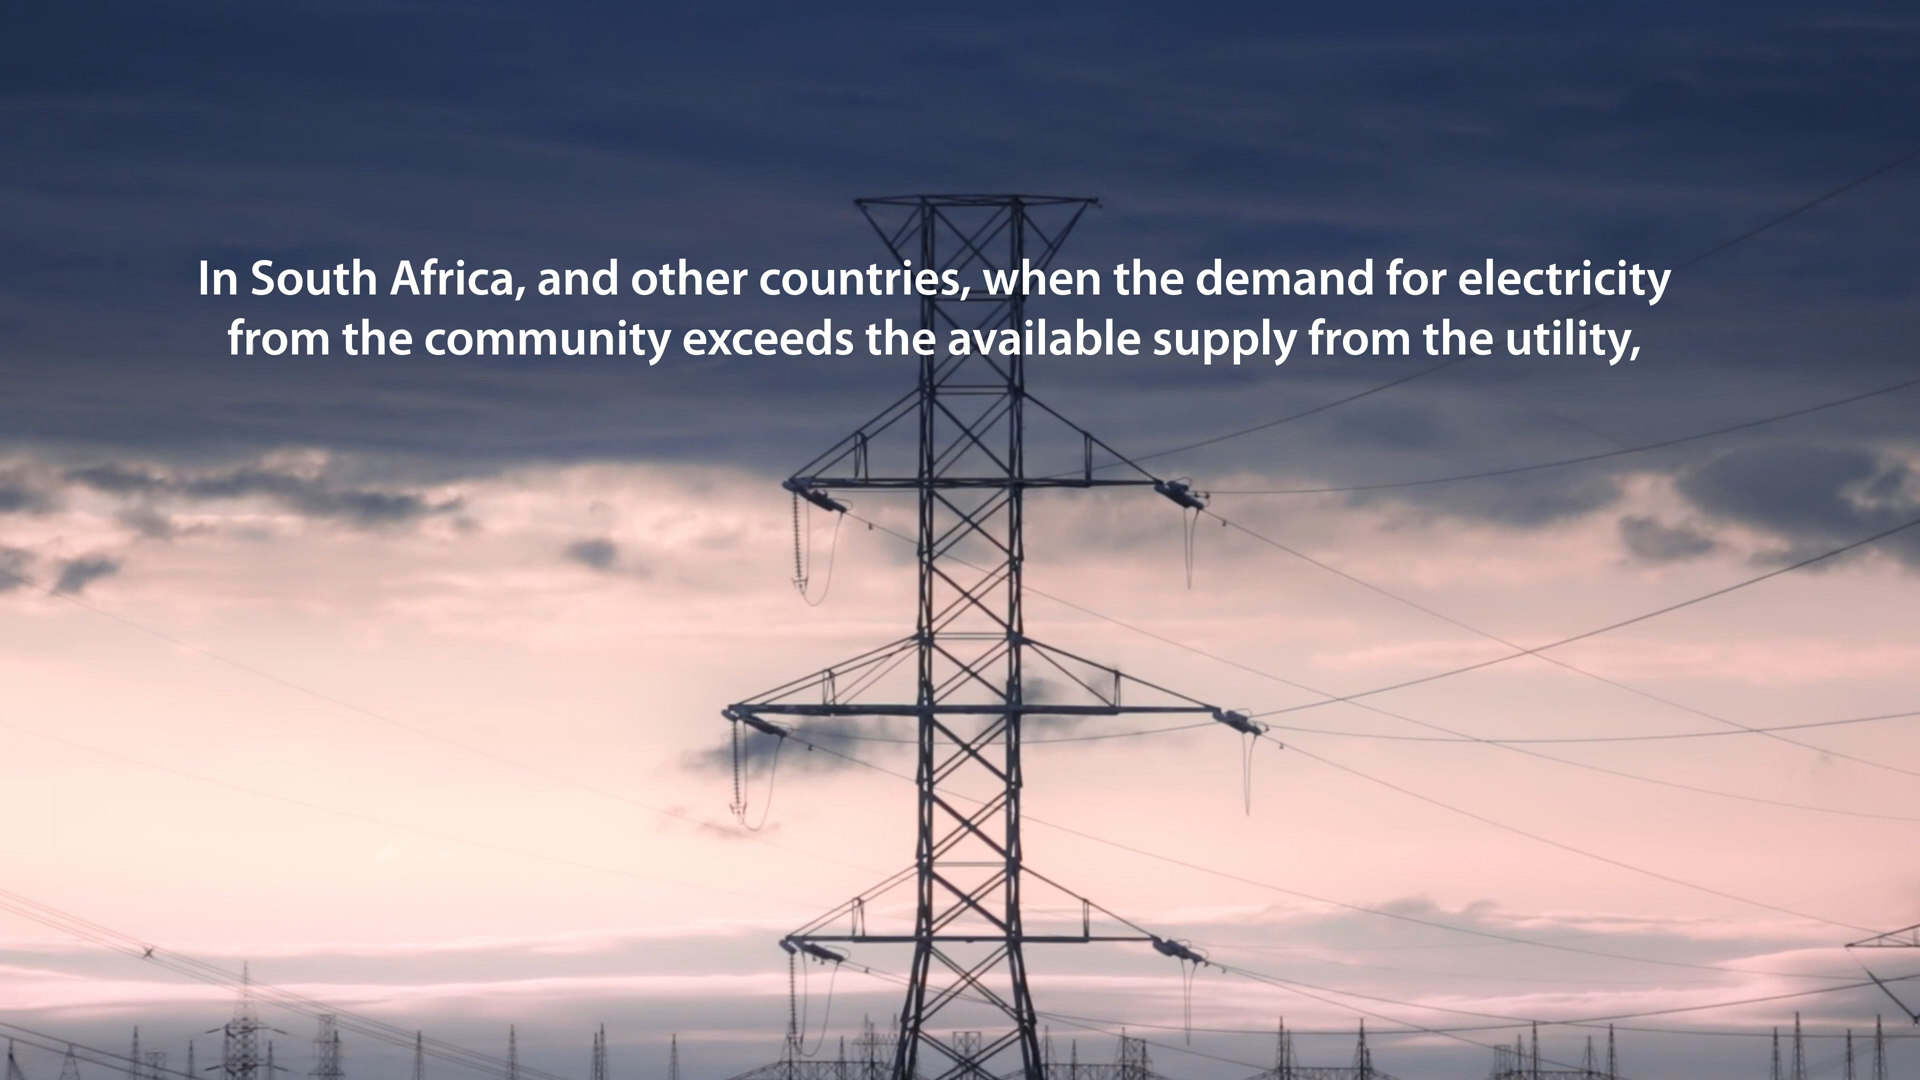 In South Africa, and other countries, when the demand for electricity
from the community exceeds the available supply from the utility,